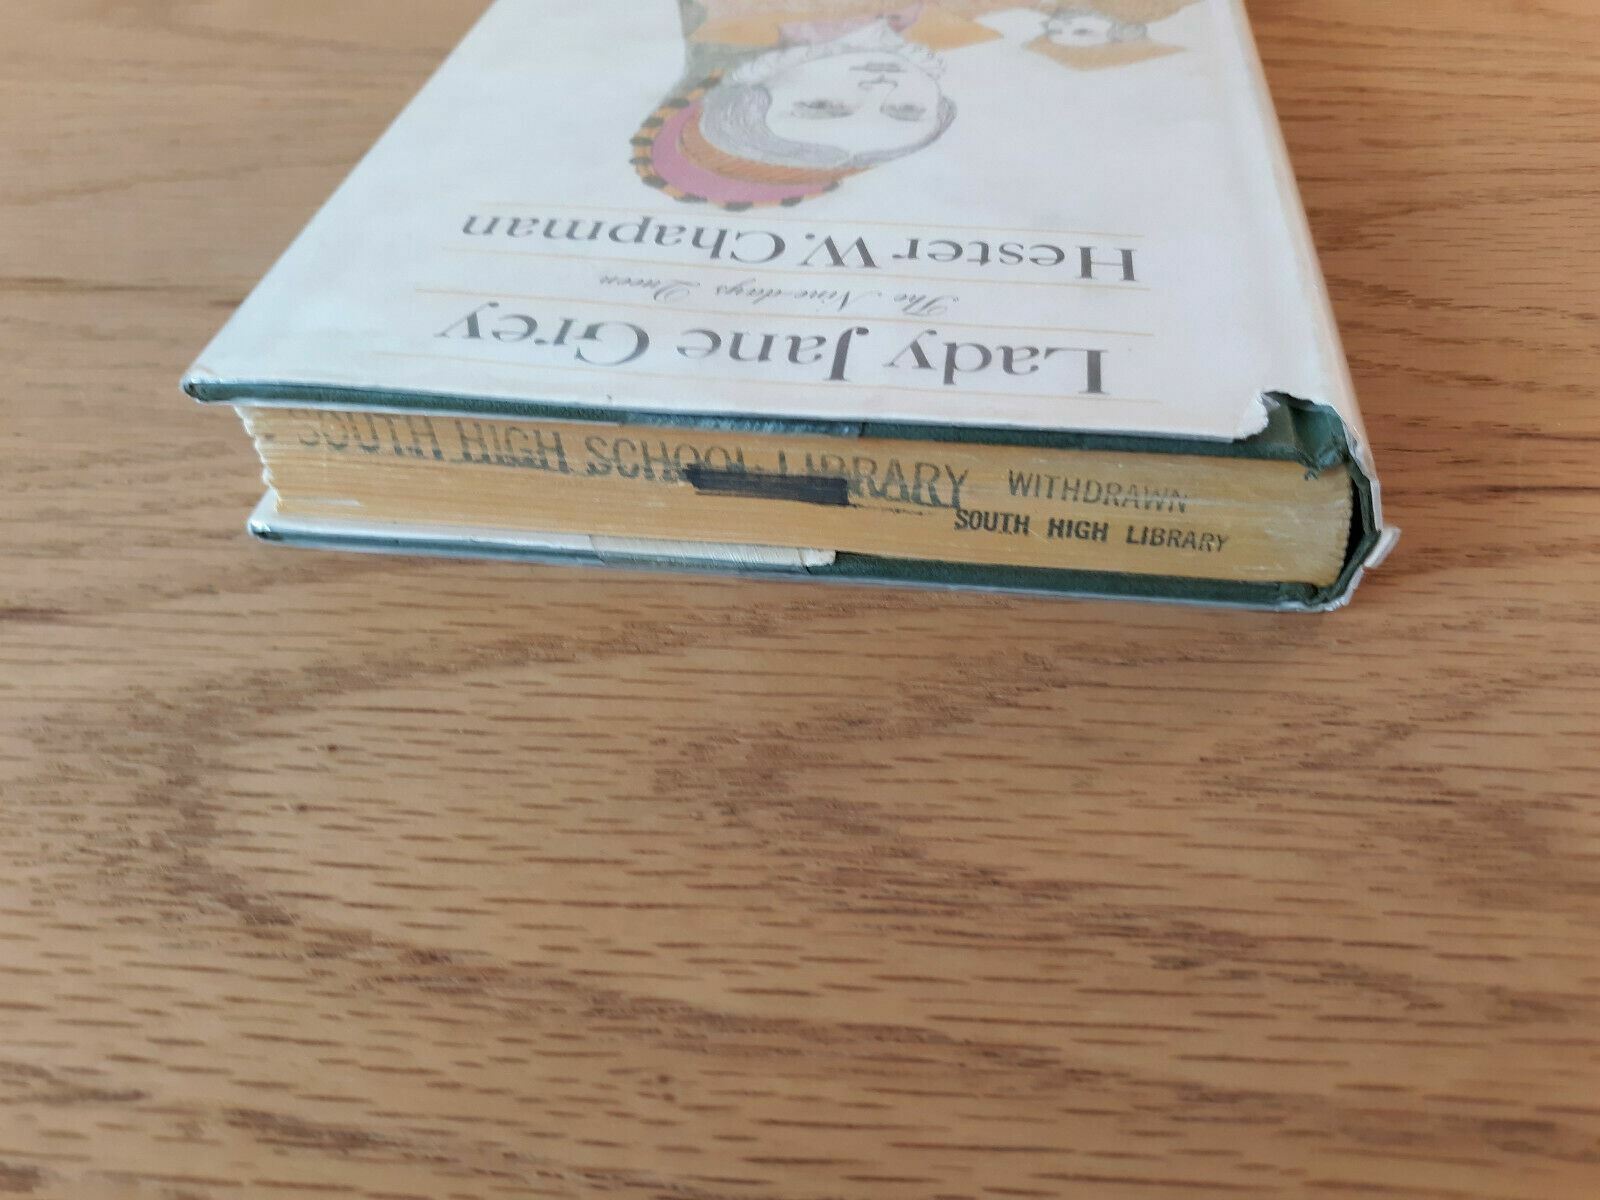 Lady Jane Grey
The Nine-days Queen
Hester W. Chapman
SOUTH HIGH SCHOOL LIBRARY
WITHDRAWN
SOUTH HIGH LIBRARY